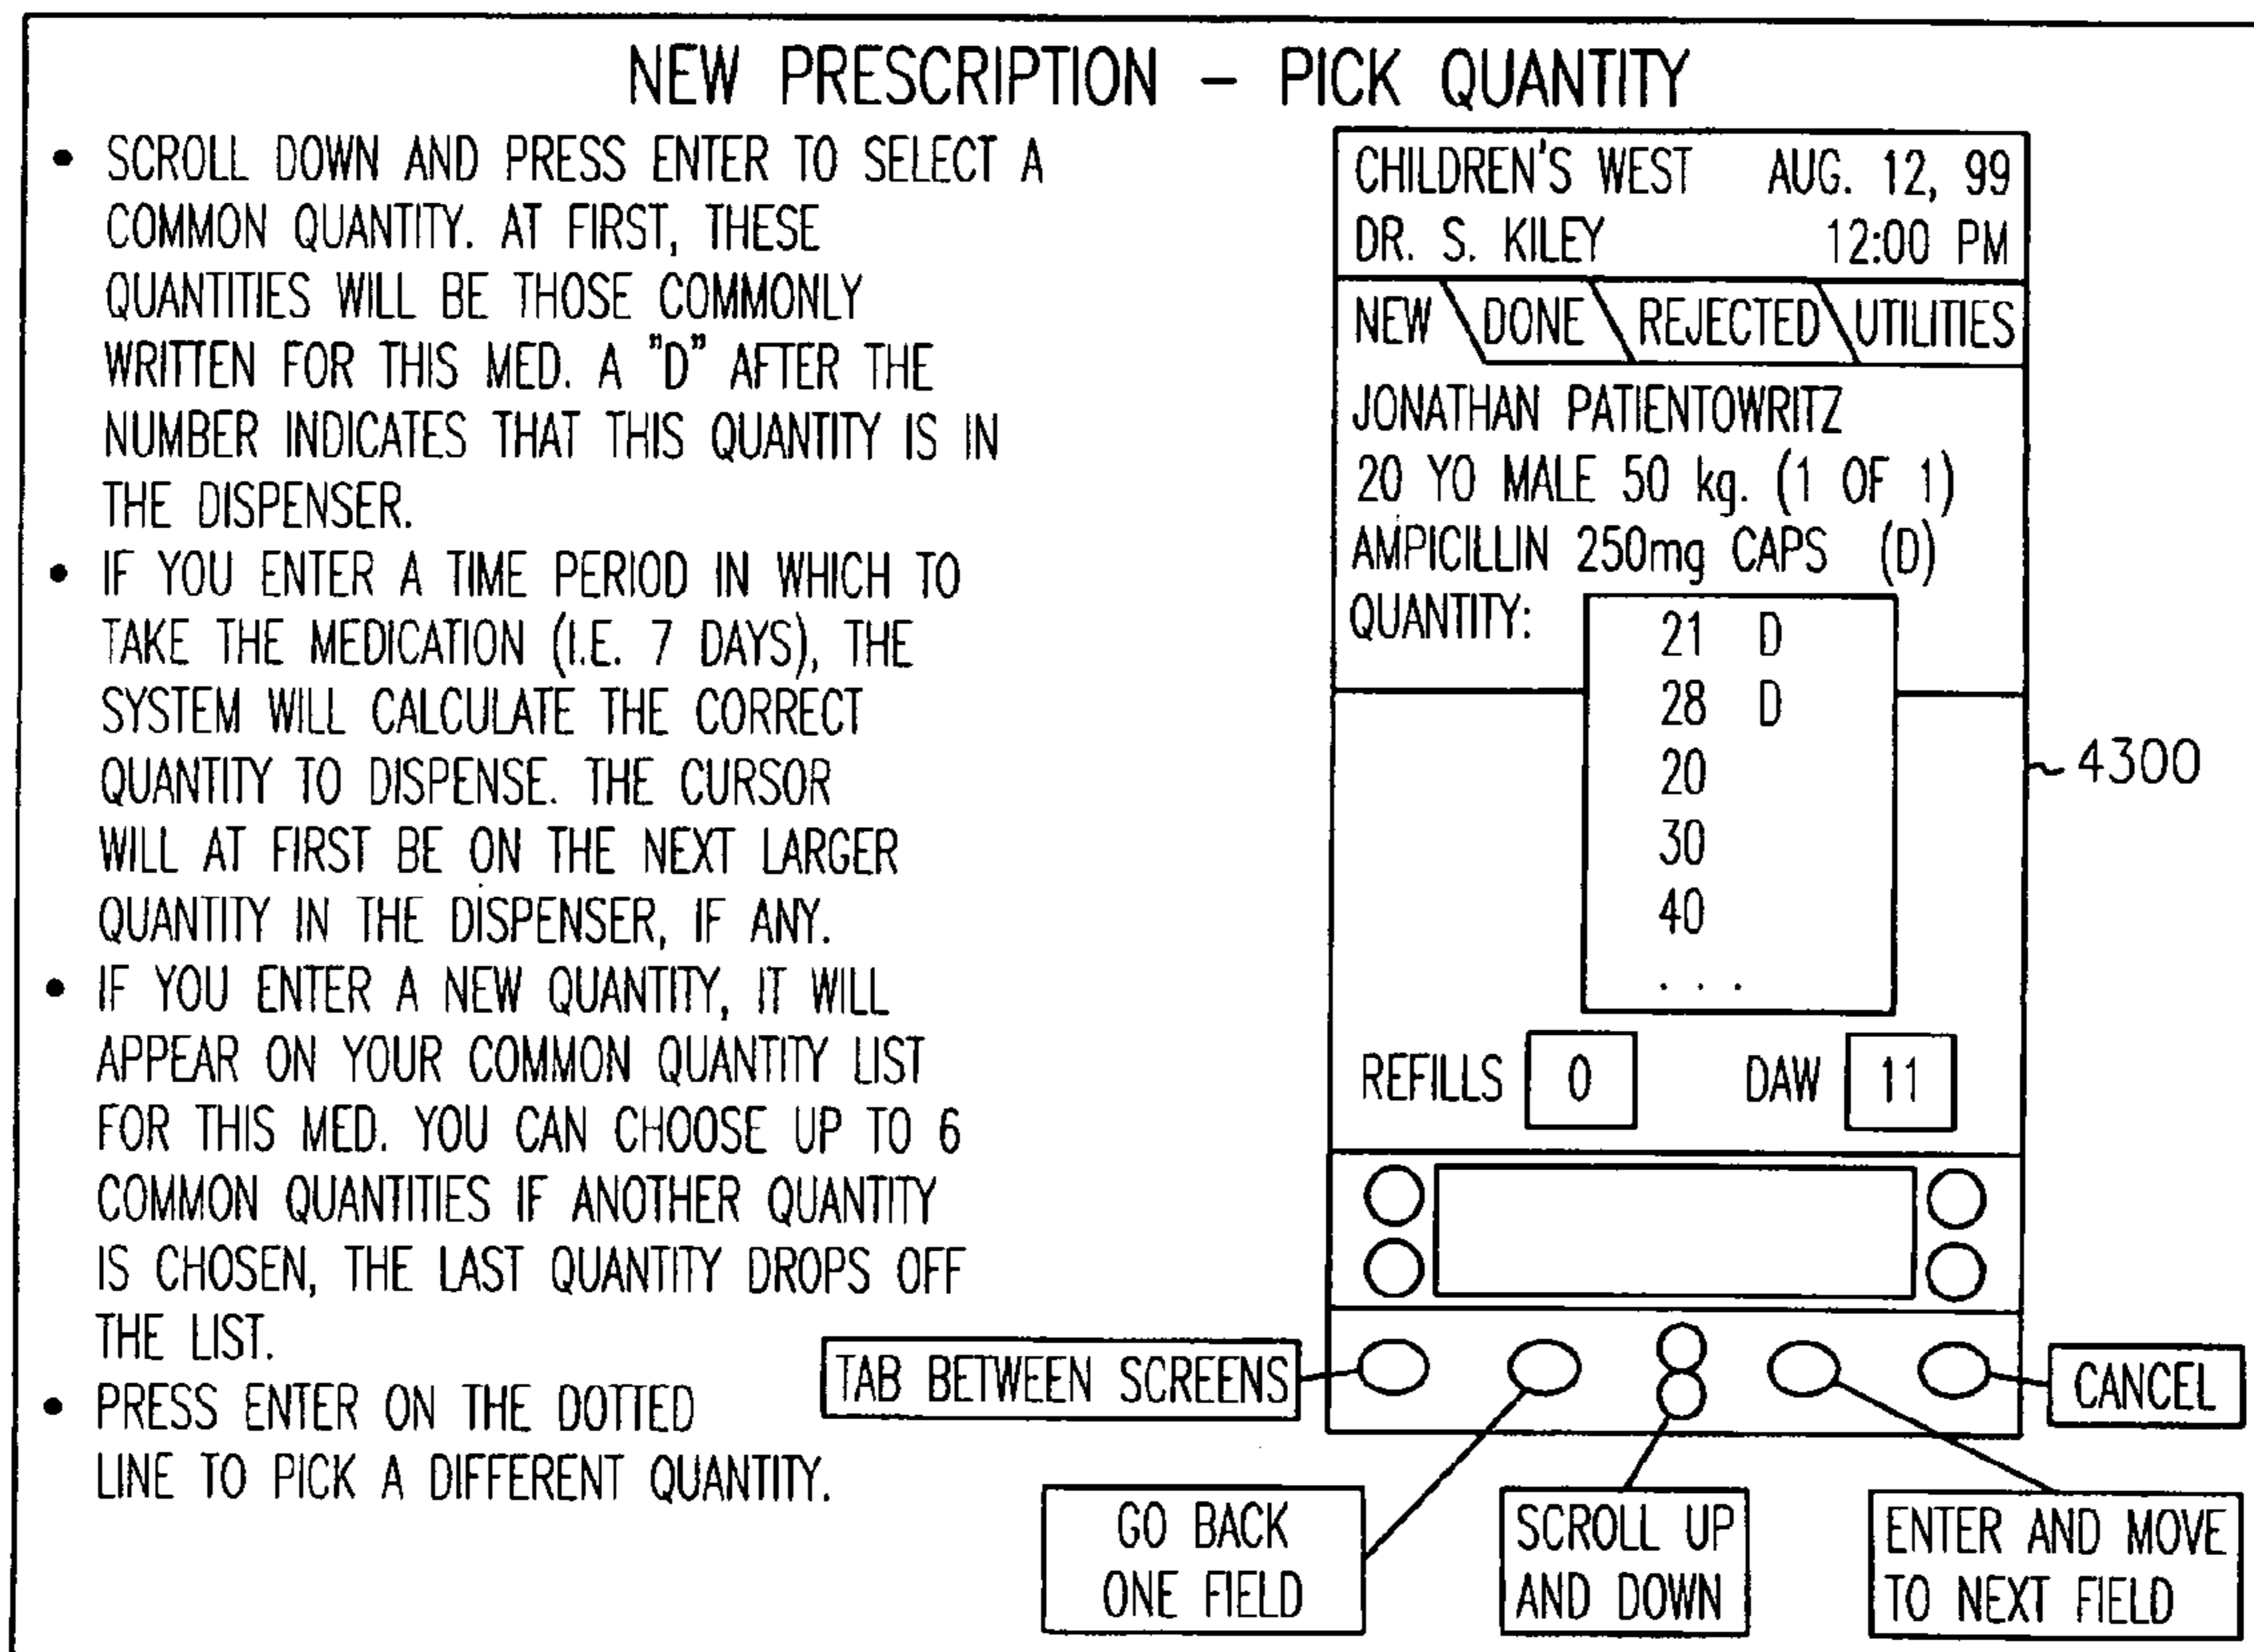 NEW PRESCRIPTION – PICK QUANTITY
• SCROLL DOWN AND PRESS ENTER TO SELECT A
COMMON QUANTITY. AT FIRST, THESE
QUANTITIES WILL BE THOSE COMMONLY
WRITTEN FOR THIS MED. A "D" AFTER THE
NUMBER INDICATES THAT THIS QUANTITY IS IN
THE DISPENSER.
• IF YOU ENTER A TIME PERIOD IN WHICH TO
TAKE THE MEDICATION (I.E. 7 DAYS), THE
SYSTEM WILL CALCULATE THE CORRECT
QUANTITY TO DISPENSE. THE CURSOR
WILL AT FIRST BE ON THE NEXT LARGER
QUANTITY IN THE DISPENSER, IF ANY.
• IF YOU ENTER A NEW QUANTITY, IT WILL
APPEAR ON YOUR COMMON QUANTITY LIST
FOR THIS MED. YOU CAN CHOOSE UP TO 6
COMMON QUANTITIES IF ANOTHER QUANTITY
IS CHOSEN, THE LAST QUANTITY DROPS OFF
THE LIST.
• PRESS ENTER ON THE DOTTED
LINE TO PICK A DIFFERENT QUANTITY.
CHILDREN'S WEST AUG. 12, 99
DR. S. KILEY 12:00 PM
NEW DONE REJECTED UTILITIES
JONATHAN PATIENTOWRITZ
20 YO MALE 50 kg. (1 OF 1)
AMPICILLIN 250mg CAPS (D)
QUANTITY:
21 D
28 D
20
30
40
. . .
4300
REFILLS 0 DAW 11
TAB BETWEEN SCREENS
CANCEL
GO BACK
ONE FIELD
SCROLL UP
AND DOWN
ENTER AND MOVE
TO NEXT FIELD